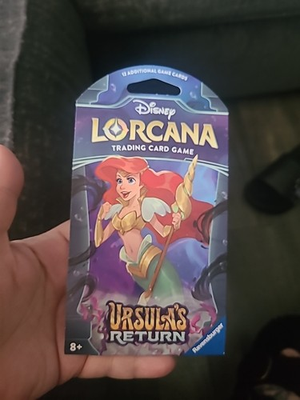 12 ADDITIONAL GAME CARDS
Disney
LORCANA
TRADING CARD GAME
URSULA'S
RETURN
8+
Ravensburger